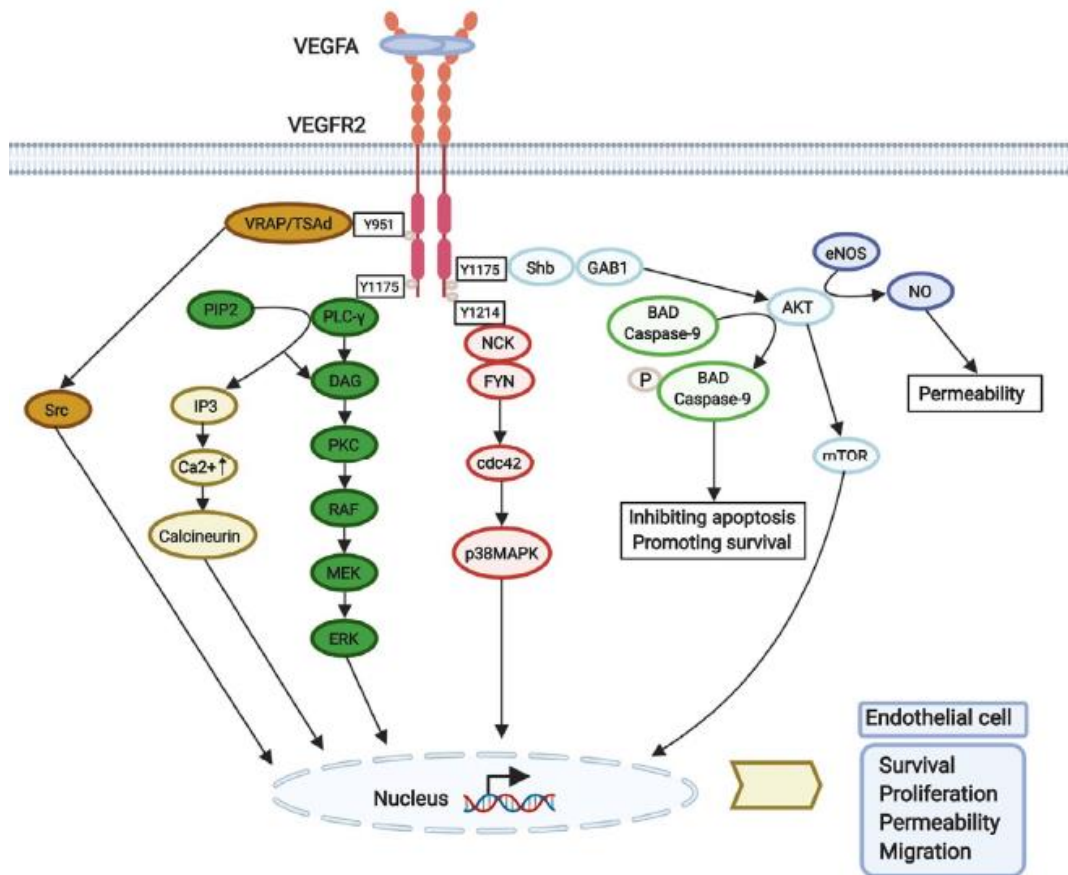 VEGFA
VEGFR2
VRAP/TSAd
Y951
Y1175
Shb
GAB1
eNOS
NO
Y1175
PIP2
PLC-γ
Y1214
NCK
BAD
Caspase-9
AKT
DAG
FYN
P
BAD
Caspase-9
Permeability
Src
IP3
PKC
cdc42
mTOR
Ca2+↑
RAF
Inhibiting apoptosis
Promoting survival
Calcineurin
p38MAPK
MEK
ERK
Nucleus
Endothelial cell
Survival
Proliferation
Permeability
Migration